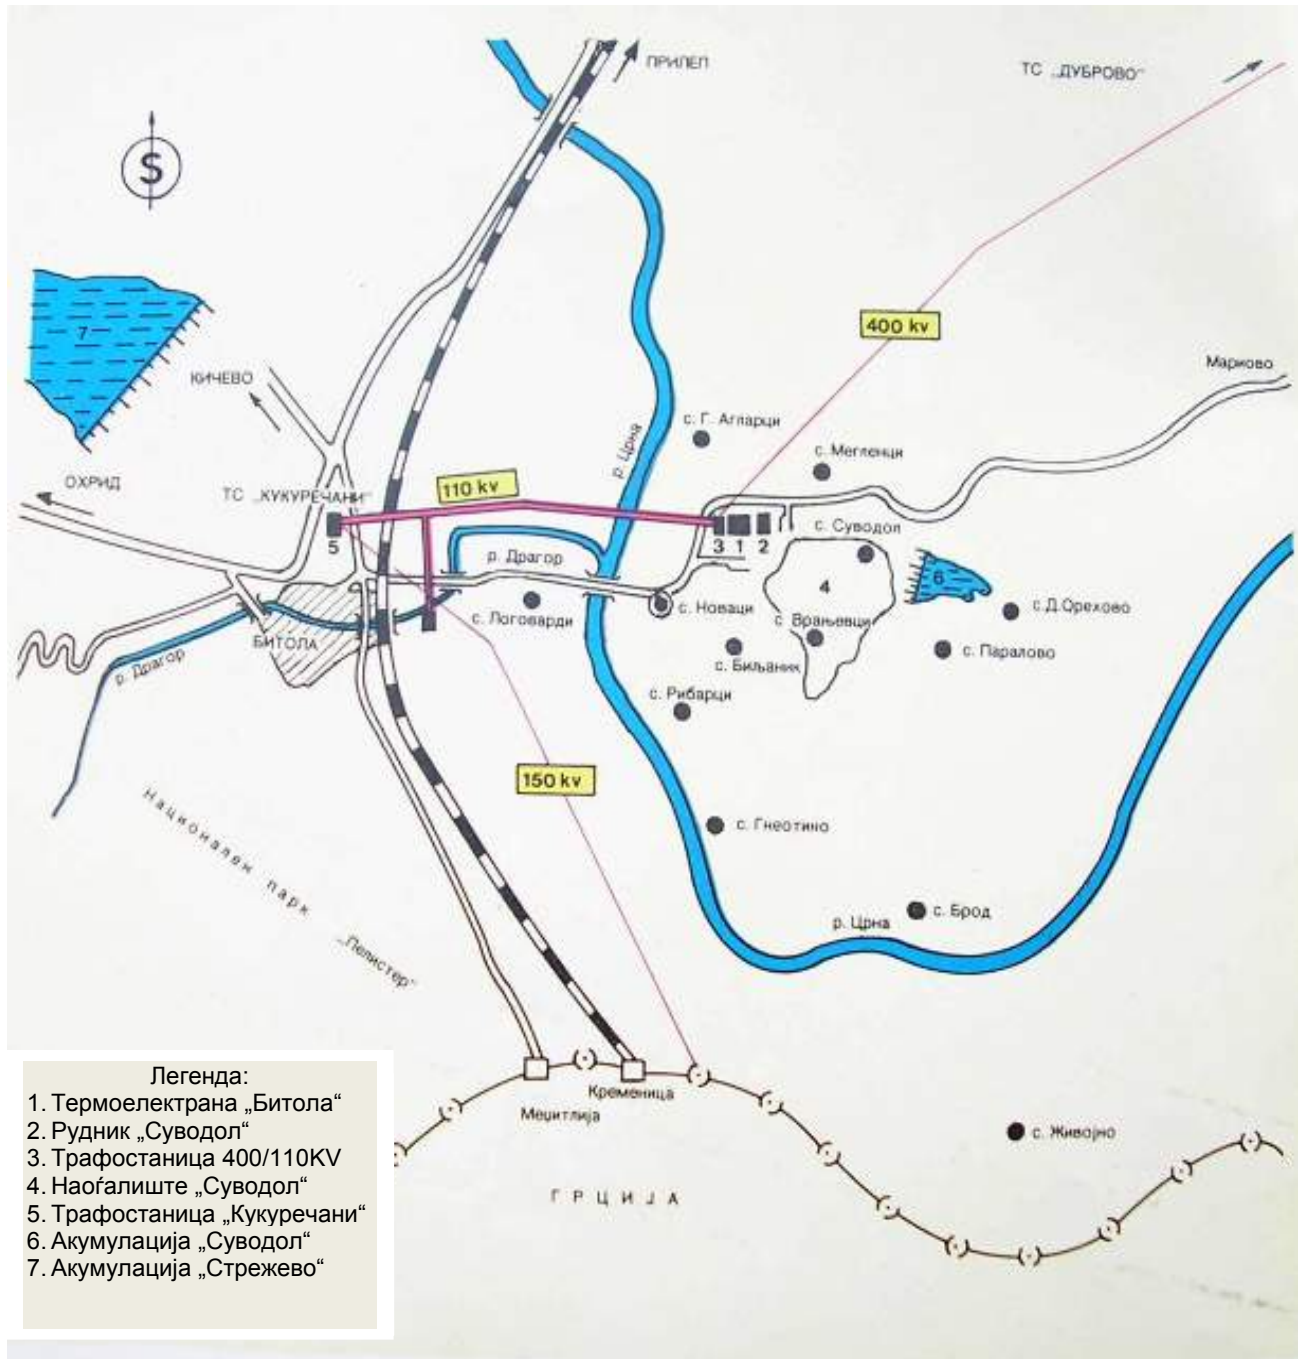 ПРИЛЕП
ТС „ДУБРОВО"
S
7
400 kv
Марково
КИЧЕВО
с. Г. Агларци
р. Црна
с. Мегленци
ОХРИД
ТС „КУКУРЕЧАНИ"
110 kv
5
3 1 2
с. Суводол
р. Драгор
4
6
с. Логоварди
с. Новаци
с. Врањевци
с.Д.Орехово
БИТОЛА
с. Биљаник
с. Паралово
р. Драгор
с. Рибарци
150 kv
Национален парк „Пелистер"
с. Гнеотино
р. Црна
с. Брод
Кременица
Меџитлија
с. Живојно
ГРЦИЈА
Легенда:
1. Термоелектрана „Битола“
2. Рудник „Суводол“
3. Трафостаница 400/110KV
4. Наоѓалиште „Суводол“
5. Трафостаница „Кукуречани“
6. Акумулација „Суводол“
7. Акумулација „Стрежево“